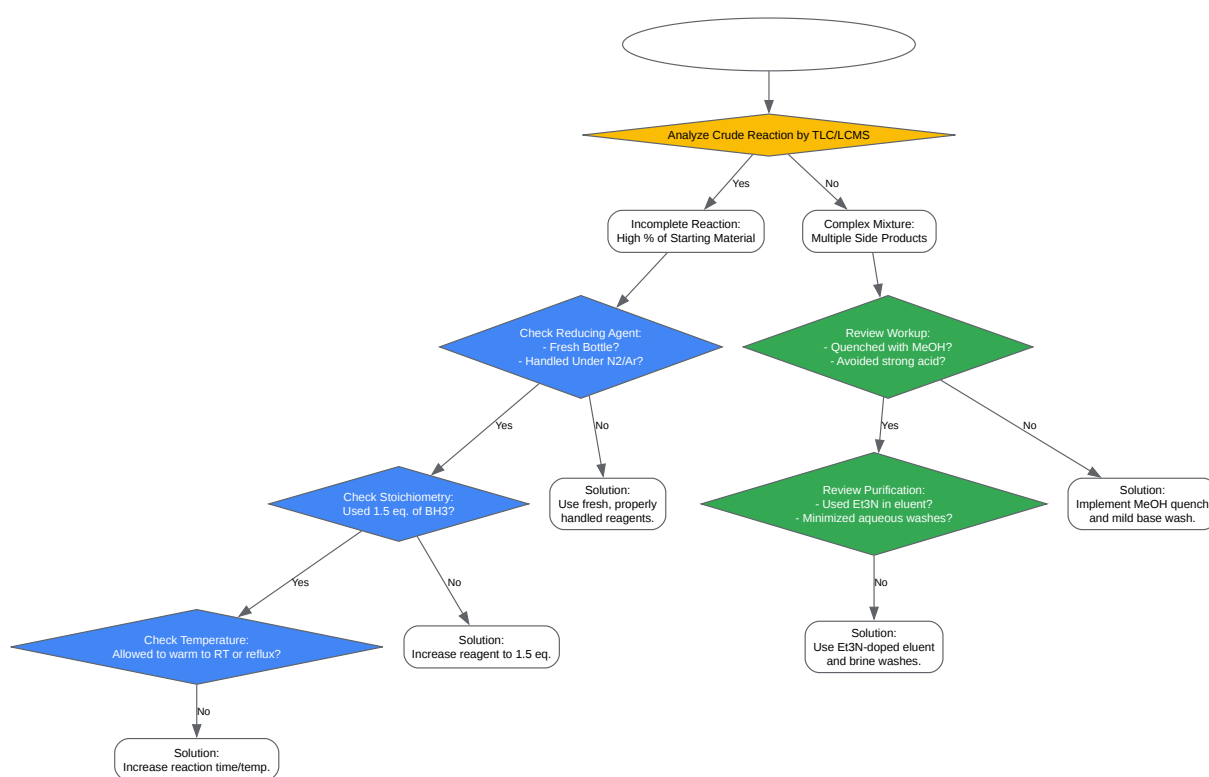 Analyze Crude Reaction by TLC/LCMS
Yes
No
Incomplete Reaction:
High % of Starting Material
Complex Mixture:
Multiple Side Products
Check Reducing Agent:
- Fresh Bottle?
- Handled Under N2/Ar?
Review Workup:
- Quenched with MeOH?
- Avoided strong acid?
Yes
No
Yes
No
Check Stoichiometry:
Used 1.5 eq. of BH3?
Solution:
Use fresh, properly
handled reagents.
Review Purification:
- Used Et3N in eluent?
- Minimized aqueous washes?
Solution:
Implement MeOH quench
and mild base wash.
Yes
No
No
Check Temperature:
Allowed to warm to RT or reflux?
Solution:
Increase reagent to 1.5 eq.
Solution:
Use Et3N-doped eluent
and brine washes.
No
Solution:
Increase reaction time/temp.